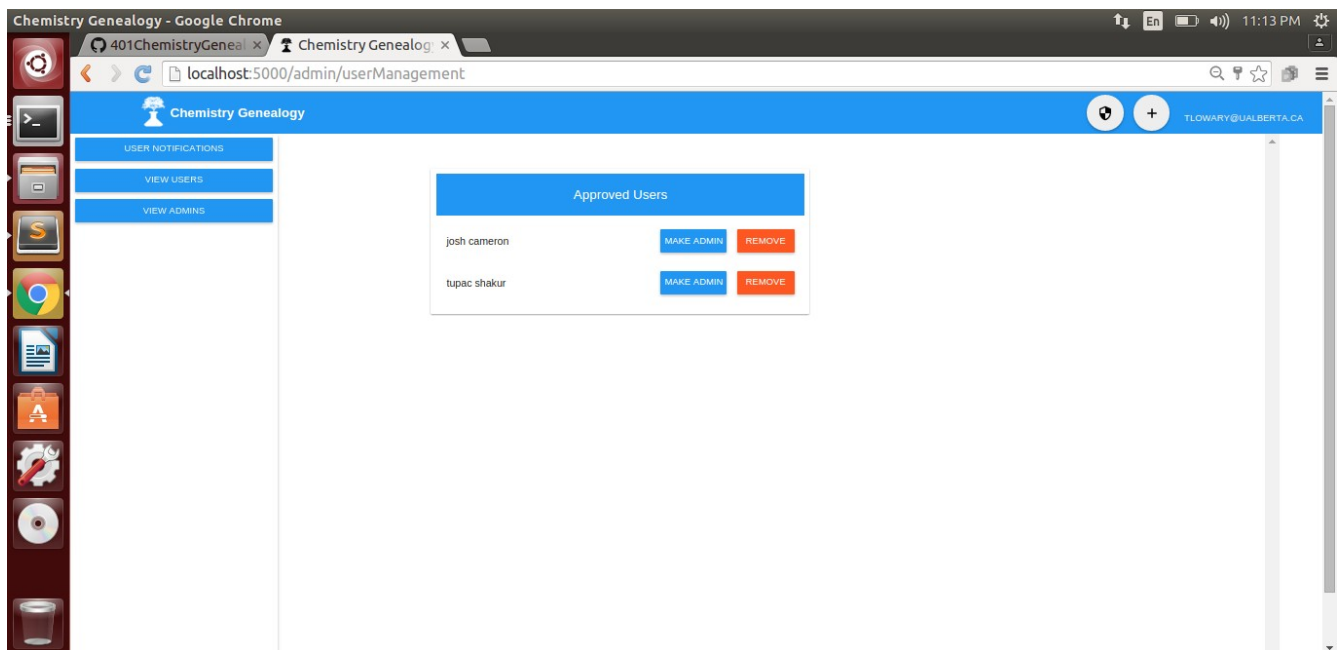 Chemistry Genealogy - Google Chrome
En
11:13 PM
401ChemistryGeneal
Chemistry Genealog
localhost:5000/admin/userManagement
Chemistry Genealogy
TLOWARY@UALBERTA.CA
USER NOTIFICATIONS
VIEW USERS
VIEW ADMINS
Approved Users
josh cameron MAKE ADMIN REMOVE
tupac shakur MAKE ADMIN REMOVE